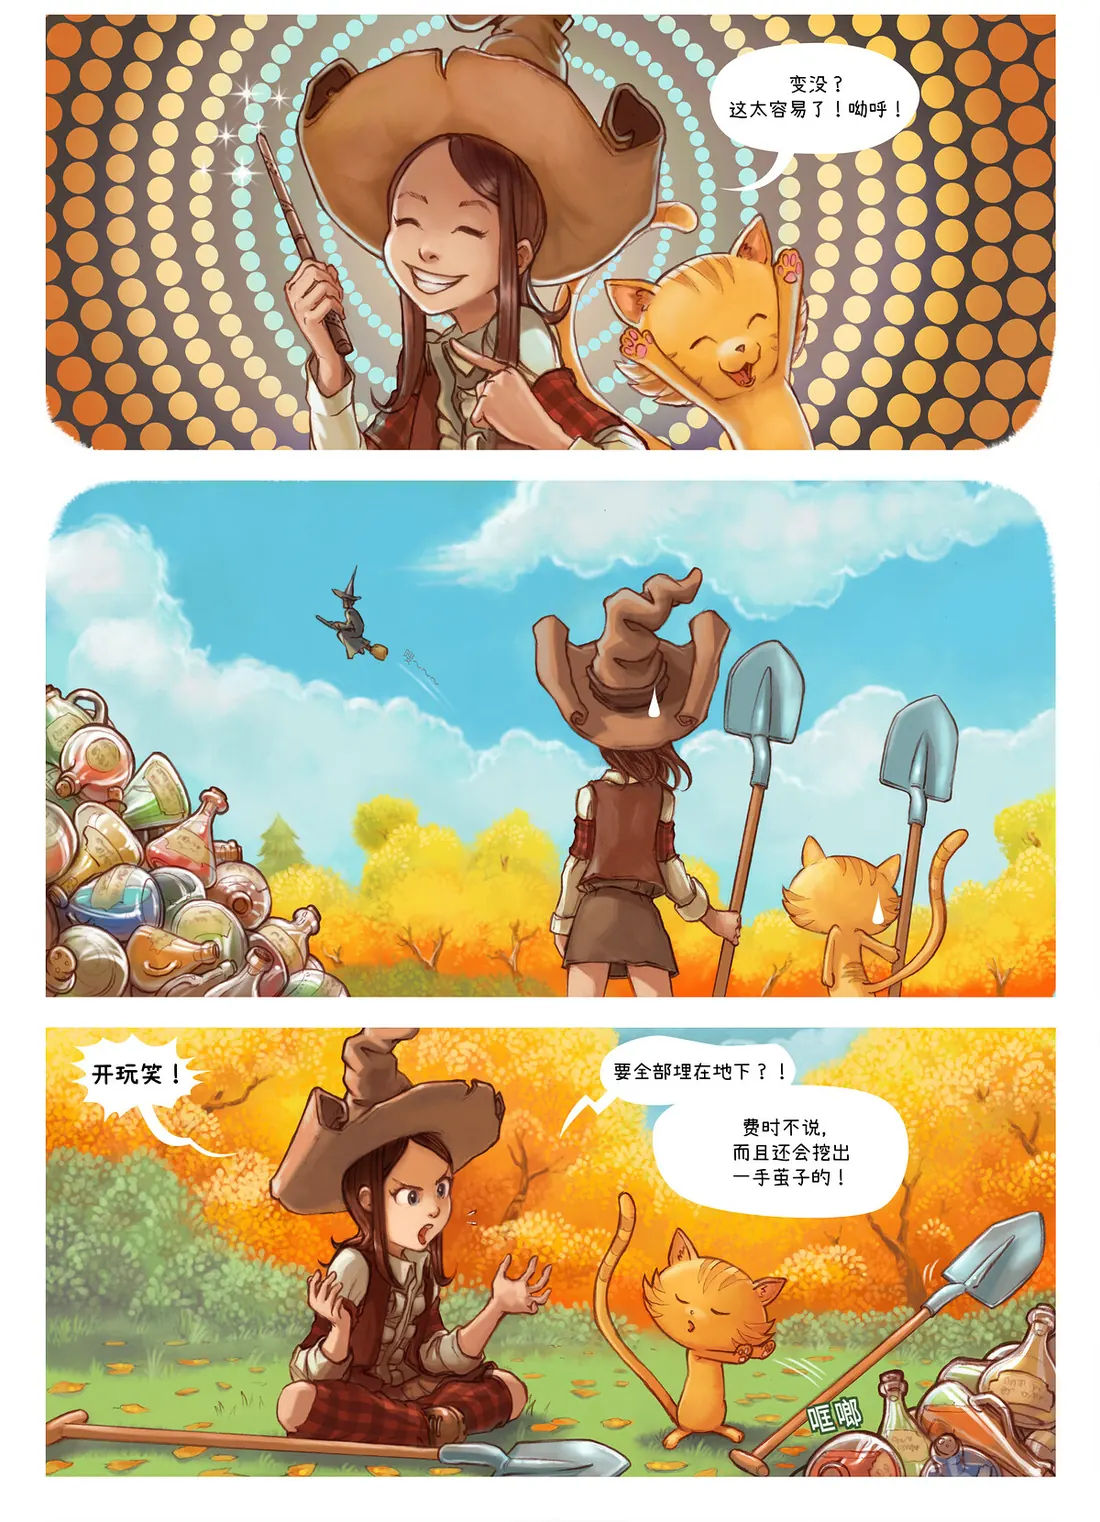 变没？
这太容易了！呦呼！
嗖～～～
开玩笑！
要全部埋在地下？！
费时不说，
而且还会挖出
一手茧子的！
哐啷